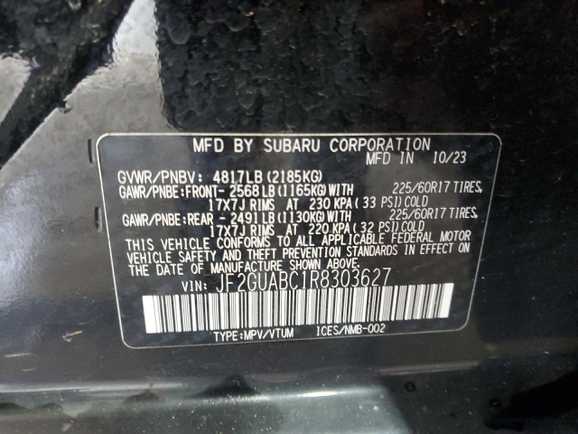 MFD BY SUBARU CORPORATION
MFD IN 10/23
GVWR/PNBV: 4817LB (2185KG)
GAWR/PNBE:FRONT- 2568 LB (1165KG) WITH 225/60R17 TIRES,
17X7J RIMS AT 230 KPA ( 33 PSI) COLD
GAWR/PNBE:REAR - 2491 LB (1130KG) WITH 225/60R17 TIRES,
17X7J RIMS AT 220 KPA ( 32 PSI) COLD
THIS VEHICLE CONFORMS TO ALL APPLICABLE FEDERAL MOTOR
VEHICLE SAFETY AND THEFT PREVENTION STANDARDS IN EFFECT ON
THE DATE OF MANUFACTURE SHOWN ABOVE.
VIN: JF2GUABC1R8303627
TYPE:MPV/VTUM ICES/NMB-002